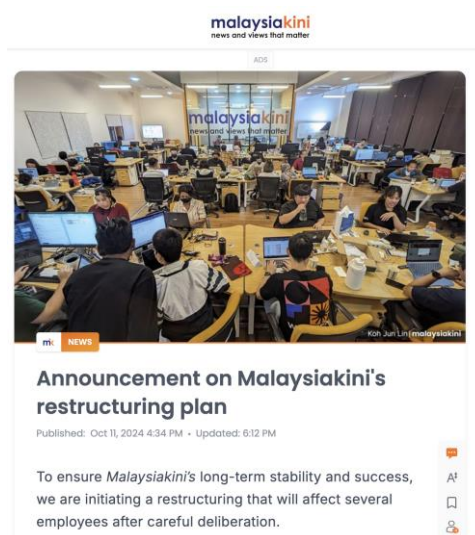 malaysiakini
news and views that matter
ADS
malaysiakini
news and views that matter
Koh Jun Lin|malaysiakini
mk NEWS
Announcement on Malaysiakini's
restructuring plan
Published: Oct 11, 2024 4:34 PM • Updated: 6:12 PM
To ensure Malaysiakini's long-term stability and success,
we are initiating a restructuring that will affect several
employees after careful deliberation.